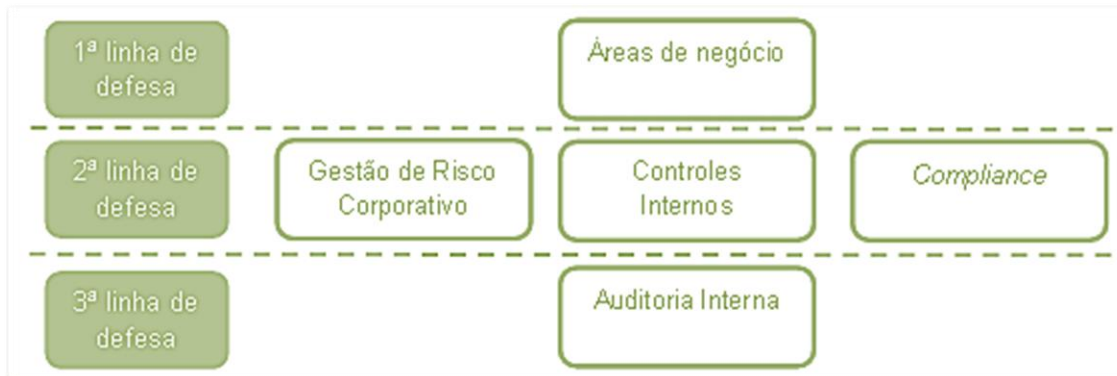 1ª linha de
defesa
Áreas de negócio
2ª linha de
defesa
Gestão de Risco
Corporativo
Controles
Internos
Compliance
3ª linha de
defesa
Auditoria Interna